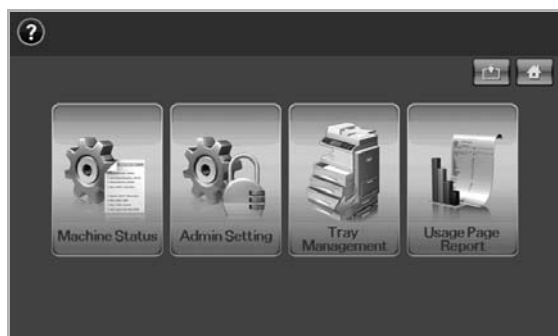 ?
Machine Status
Admin Setting
Tray
Management
Usage Page
Report